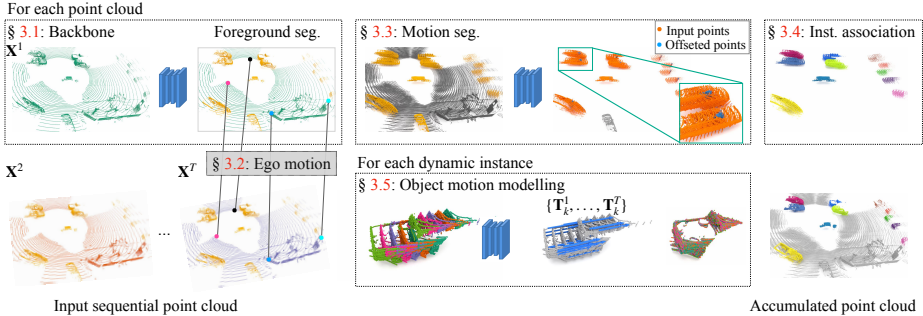 For each point cloud
§ 3.1: Backbone
Foreground seg.
X¹
§ 3.3: Motion seg.
Input points
Offseted points
§ 3.4: Inst. association
§ 3.2: Ego motion
X²
...
Xᵀ
For each dynamic instance
§ 3.5: Object motion modelling
{T¹ₖ, . . . , Tᵀₖ}
Input sequential point cloud
Accumulated point cloud